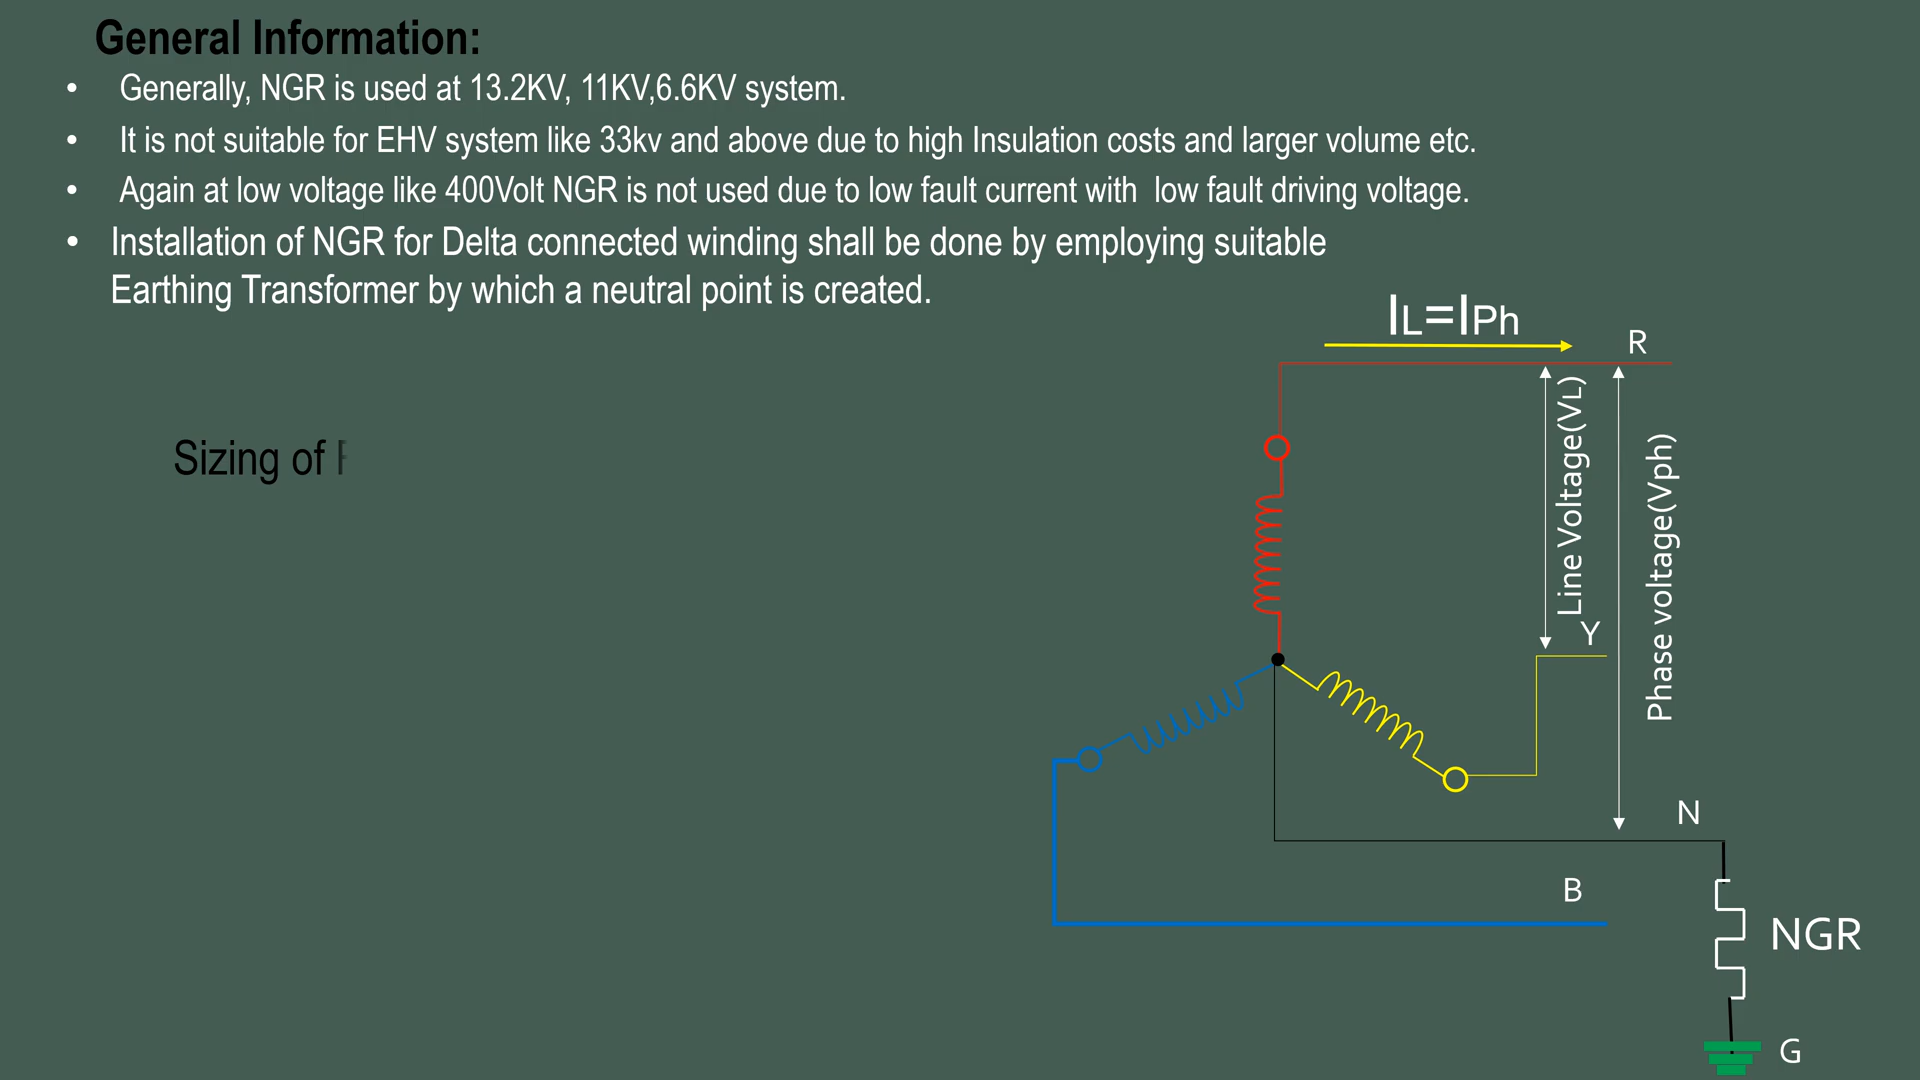 General Information:
• Generally, NGR is used at 13.2KV, 11KV,6.6KV system.
• It is not suitable for EHV system like 33kv and above due to high Insulation costs and larger volume etc.
• Again at low voltage like 400Volt NGR is not used due to low fault current with low fault driving voltage.
• Installation of NGR for Delta connected winding shall be done by employing suitable
Earthing Transformer by which a neutral point is created.
IL=IPh
R
Line Voltage(VL)
Phase voltage(Vph)
Sizing of
Y
N
B
NGR
G